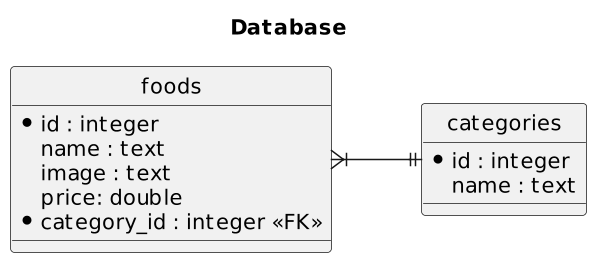 Database
foods
id : integer
name : text
image : text
price: double
category_id : integer «FK»
categories
id : integer
name : text